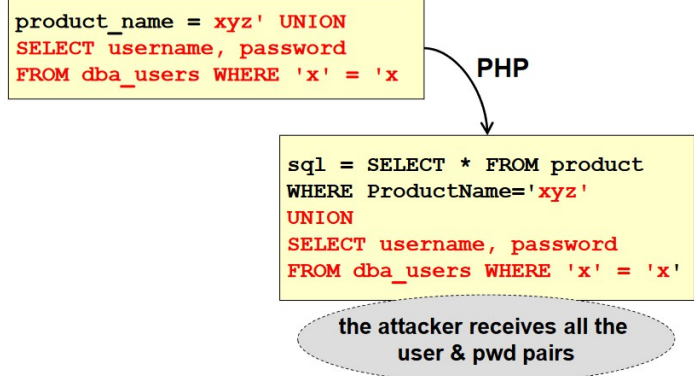 product_name = xyz' UNION
SELECT username, password
FROM dba_users WHERE 'x' = 'x
PHP
sql = SELECT * FROM product
WHERE ProductName='xyz'
UNION
SELECT username, password
FROM dba_users WHERE 'x' = 'x'
the attacker receives all the
user & pwd pairs